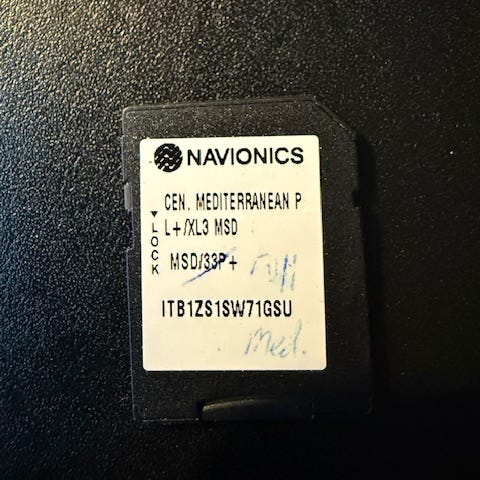 NAVIONICS
CEN. MEDITERRANEAN P
L+/XL3 MSD
LOCK
MSD/33P+
ITB1ZS1SW71GSU
Med.